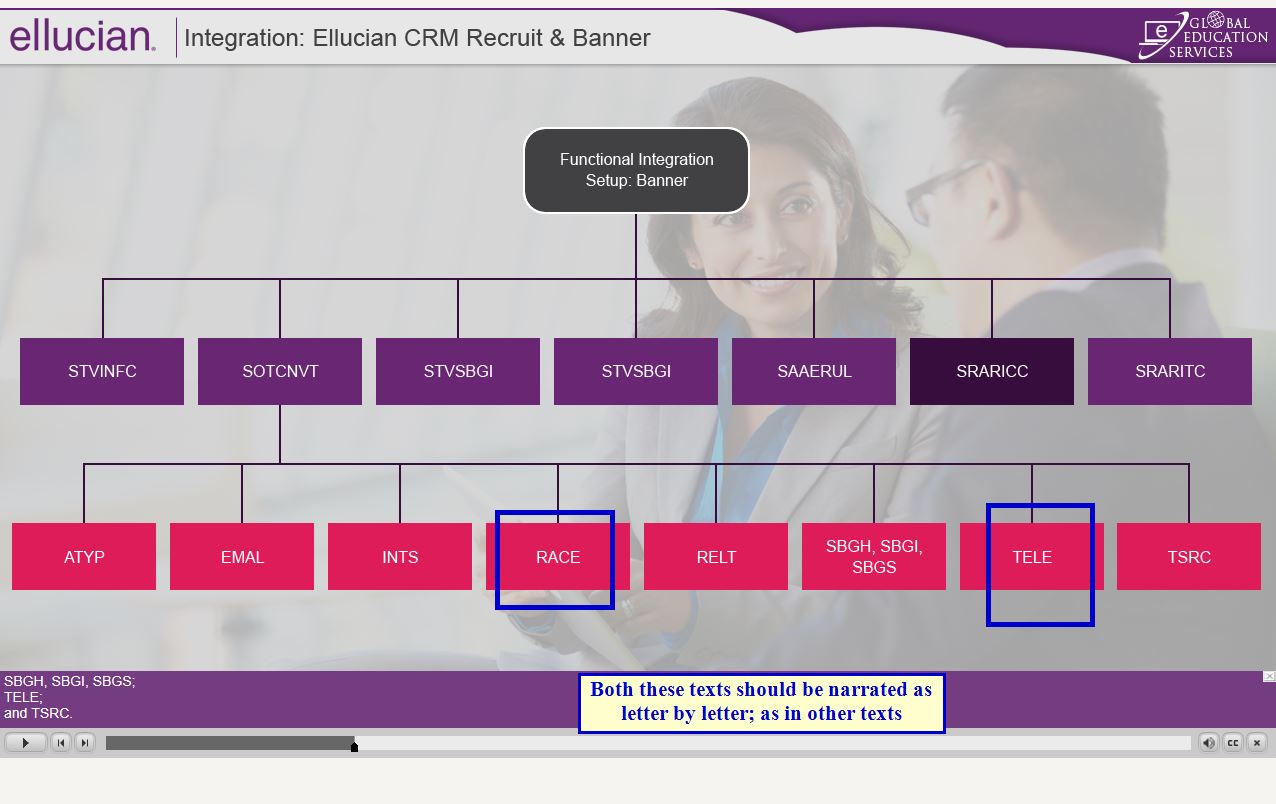 ellucian.
Integration: Ellucian CRM Recruit & Banner
e
GLOBAL
EDUCATION
SERVICES
Functional Integration
Setup: Banner
STVINFC
SOTCNVT
STVSBGI
STVSBGI
SAAERUL
SRARICC
SRARITC
ATYP
EMAL
INTS
RACE
RELT
SBGH, SBGI,
SBGS
TELE
TSRC
SBGH, SBGI, SBGS;
TELE;
and TSRC.
Both these texts should be narrated as
letter by letter; as in other texts
CC